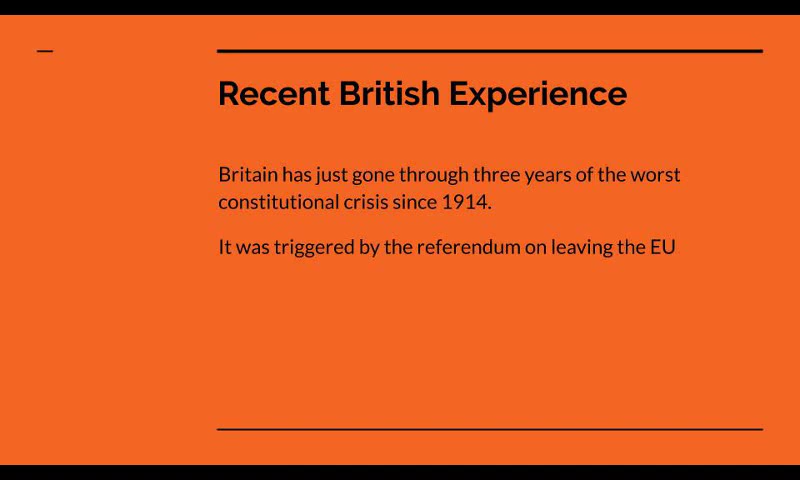 Recent British Experience
Britain has just gone through three years of the worst
constitutional crisis since 1914.
It was triggered by the referendum on leaving the EU